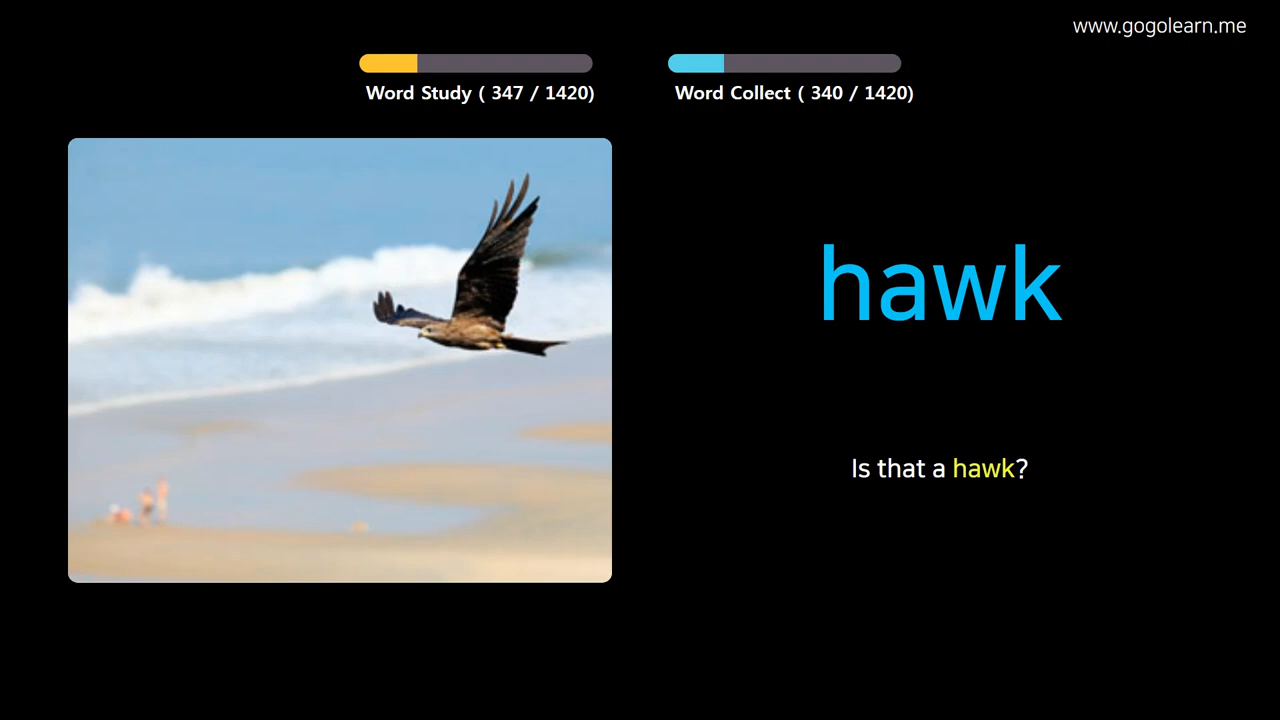 www.gogolearn.me
Word Study ( 347 / 1420)
Word Collect ( 340 / 1420)
hawk
Is that a hawk?